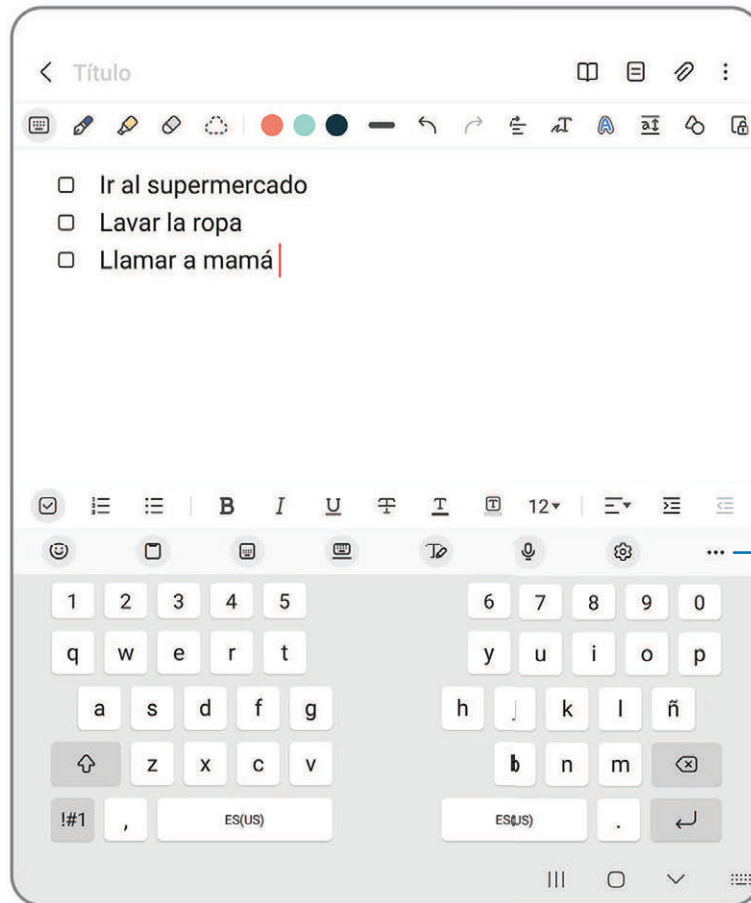 Título
Ir al supermercado
Lavar la ropa
Llamar a mamá
B I U T T T 12
1 2 3 4 5 6 7 8 9 0
q w e r t y u i o p
a s d f g h j k l ñ
z x c v b n m
!#1 , ES(US) ES(US) .